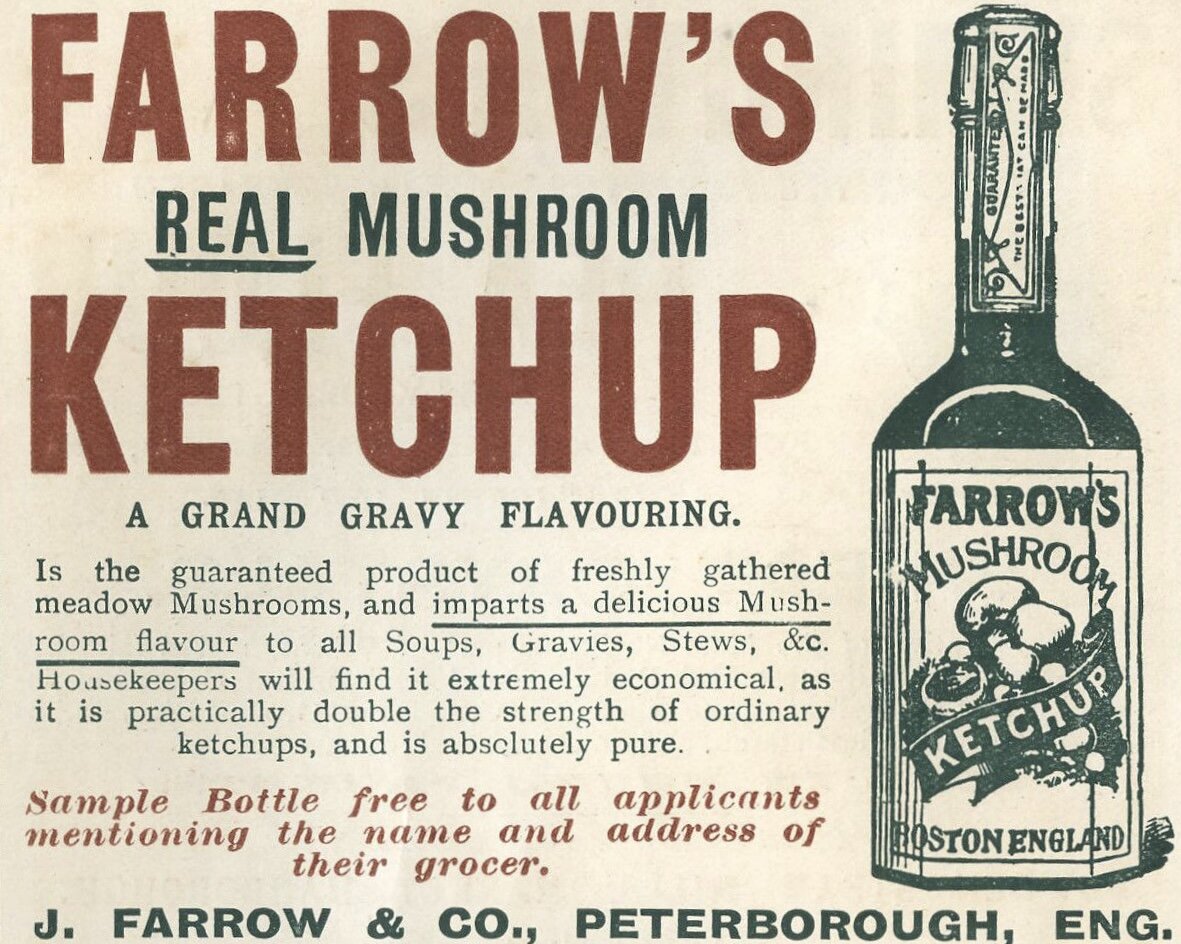 FARROW'S
REAL MUSHROOM
KETCHUP
A GRAND GRAVY FLAVOURING.
Is the guaranteed product of freshly gathered
meadow Mushrooms, and imparts a delicious Mush-
room flavour to all Soups, Gravies, Stews, &c.
Housekeepers will find it extremely economical, as
it is practically double the strength of ordinary
ketchups, and is absolutely pure.
Sample Bottle free to all applicants
mentioning the name and address of
their grocer.
J. FARROW & CO., PETERBOROUGH, ENG.
GUARANTEED
THE BEST THAT CAN BE MADE
FARROW'S
MUSHROOM
KETCHUP
BOSTON ENGLAND